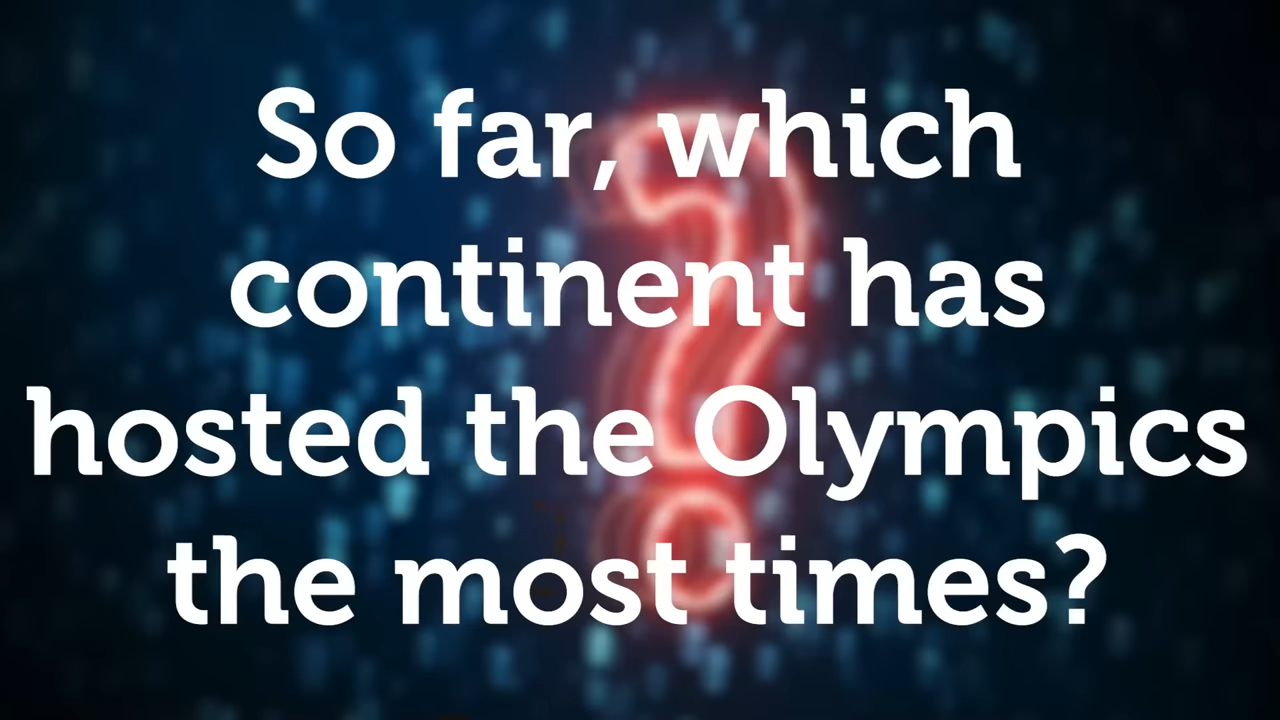 So far, which
continent has
hosted the Olympics
the most times?